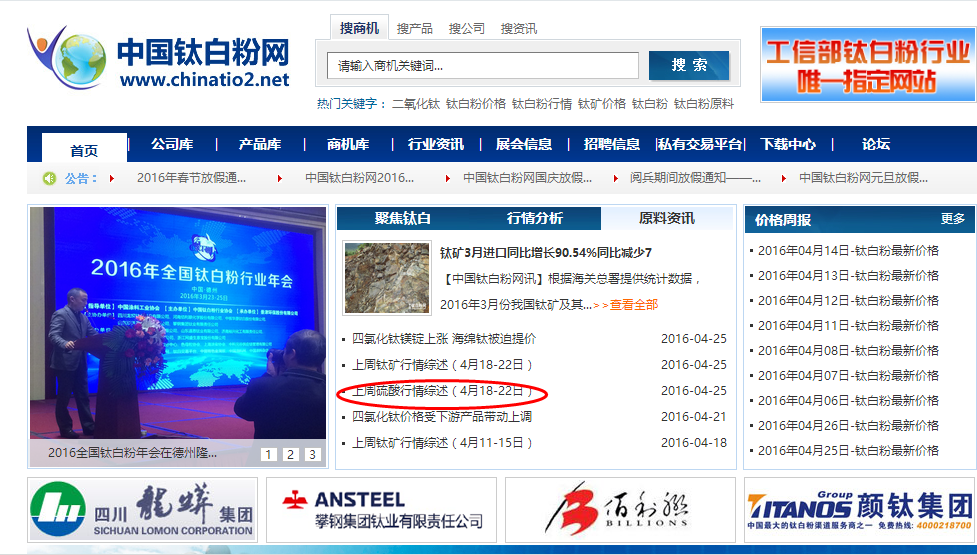 搜商机 搜产品 搜公司 搜资讯
中国钛白粉网
www.chinatio2.net
请输入商机关键词...
搜 索
工信部钛白粉行业
唯一指定网站
热门关键字： 二氧化钛 钛白粉价格 钛白粉行情 钛矿价格 钛白粉 钛白粉原料
首页 公司库 产品库 商机库 行业资讯 展会信息 招聘信息 私有交易平台 下载中心 论坛
公告： 2016年春节放假通... 中国钛白粉网2016... 中国钛白粉网国庆放假... 阅兵期间放假通知——... 中国钛白粉网元旦放假...
2016年全国钛白粉行业年会
中国·德州
2016年3月23-25日
2016全国钛白粉年会在德州隆...
1 2 3
聚焦钛白 行情分析 原料资讯
钛矿3月进口同比增长90.54%同比减少7
【中国钛白粉网讯】根据海关总署提供统计数据，
2016年3月份我国钛矿及其...>>查看全部
四氯化钛镁锭上涨 海绵钛被迫提价 2016-04-25
上周钛矿行情综述（4月18-22日） 2016-04-25
上周硫酸行情综述（4月18-22日） 2016-04-25
四氯化钛价格受下游产品带动上调 2016-04-21
上周钛矿行情综述（4月11-15日） 2016-04-18
价格周报 更多
2016年04月14日-钛白粉最新价格
2016年04月13日-钛白粉最新价格
2016年04月12日-钛白粉最新价格
2016年04月11日-钛白粉最新价格
2016年04月08日-钛白粉最新价格
2016年04月07日-钛白粉最新价格
2016年04月06日-钛白粉最新价格
2016年04月26日-钛白粉最新价格
2016年04月25日-钛白粉最新价格
四川 龙蟒 集团
SICHUAN LOMON CORPORATION
ANSTEEL
攀钢集团钛业有限责任公司
佰利联
BILLIONS
TITANOS Group 颜钛集团
中国最大的钛白粉渠道服务商之一 免费热线: 4000218700